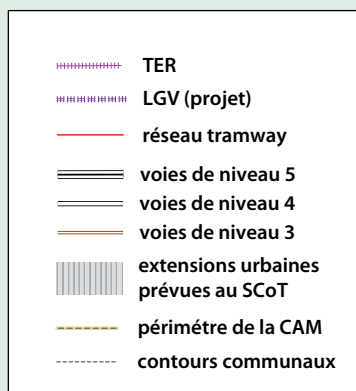 TER
LGV (projet)
réseau tramway
voies de niveau 5
voies de niveau 4
voies de niveau 3
extensions urbaines
prévues au SCoT
périmétre de la CAM
contours communaux